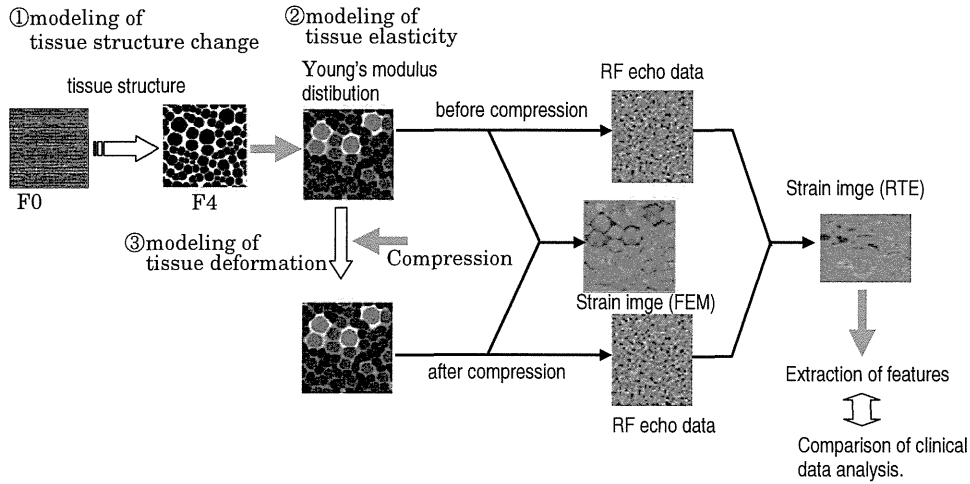 ①modeling of
tissue structure change
tissue structure
F0
F4
②modeling of
tissue elasticity
Young's modulus
distibution
③modeling of
tissue deformation
Compression
before compression
after compression
RF echo data
Strain imge (FEM)
RF echo data
Strain imge (RTE)
Extraction of features
Comparison of clinical
data analysis.